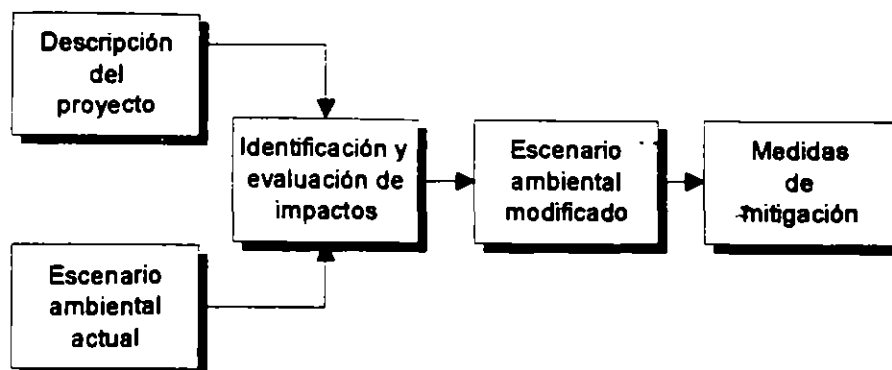 Descripción
del
proyecto
Identificación y
evaluación de
impactos
Escenario
ambiental
modificado
Medidas
de
mitigación
Escenario
ambiental
actual